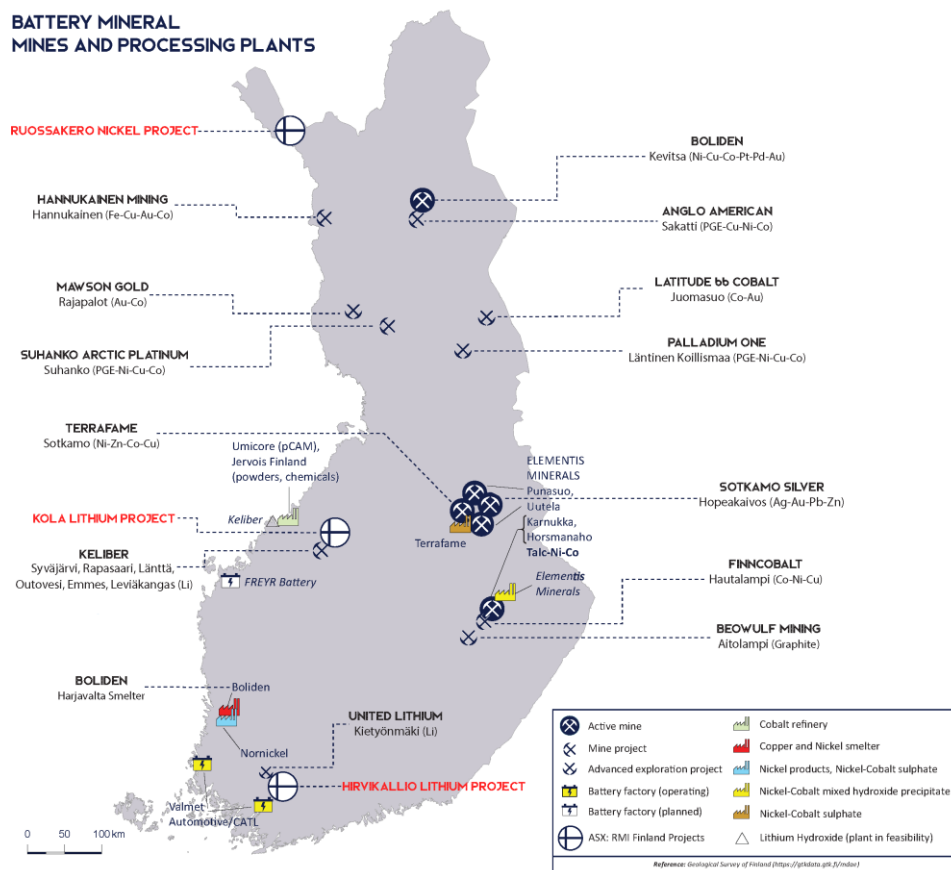 BATTERY MINERAL
MINES AND PROCESSING PLANTS
RUOSSAKERO NICKEL PROJECT
BOLIDEN
Kevitsa (Ni-Cu-Co-Pt-Pd-Au)
HANNUKAINEN MINING
Hannukainen (Fe-Cu-Au-Co)
ANGLO AMERICAN
Sakatti (PGE-Cu-Ni-Co)
MAWSON GOLD
Rajapalot (Au-Co)
LATITUDE 66 COBALT
Juomasuo (Co-Au)
SUHANKO ARCTIC PLATINUM
Suhanko (PGE-Ni-Cu-Co)
PALLADIUM ONE
Läntinen Koillismaa (PGE-Ni-Cu-Co)
TERRAFAME
Sotkamo (Ni-Zn-Co-Cu)
Umicore (pCAM),
Jervois Finland
(powders, chemicals)
ELEMENTIS
MINERALS
Punasuo,
Uutela
Karnukka,
Horsmanaho
Talc-Ni-Co
SOTKAMO SILVER
Hopeakaivos (Ag-Au-Pb-Zn)
KOLA LITHIUM PROJECT
Keliber
Terrafame
KELIBER
Syväjärvi, Rapasaari, Länttä,
Outovesi, Emmes, Leviäkangas (Li)
FREYR Battery
Elementis
Minerals
FINNCOBALT
Hautalampi (Co-Ni-Cu)
BEOWULF MINING
Aitolampi (Graphite)
BOLIDEN
Harjavalta Smelter
Boliden
Nornickel
UNITED LITHIUM
Kietyönmäki (Li)
HIRVIKALLIO LITHIUM PROJECT
Valmet
Automotive/CATL
0 50 100 km
Active mine
Mine project
Advanced exploration project
Battery factory (operating)
Battery factory (planned)
ASX: RMI Finland Projects
Cobalt refinery
Copper and Nickel smelter
Nickel products, Nickel-Cobalt sulphate
Nickel-Cobalt mixed hydroxide precipitate
Nickel-Cobalt sulphate
Lithium Hydroxide (plant in feasibility)
Reference: Geological Survey of Finland (https://gtkdata.gtk.fi/mdae)